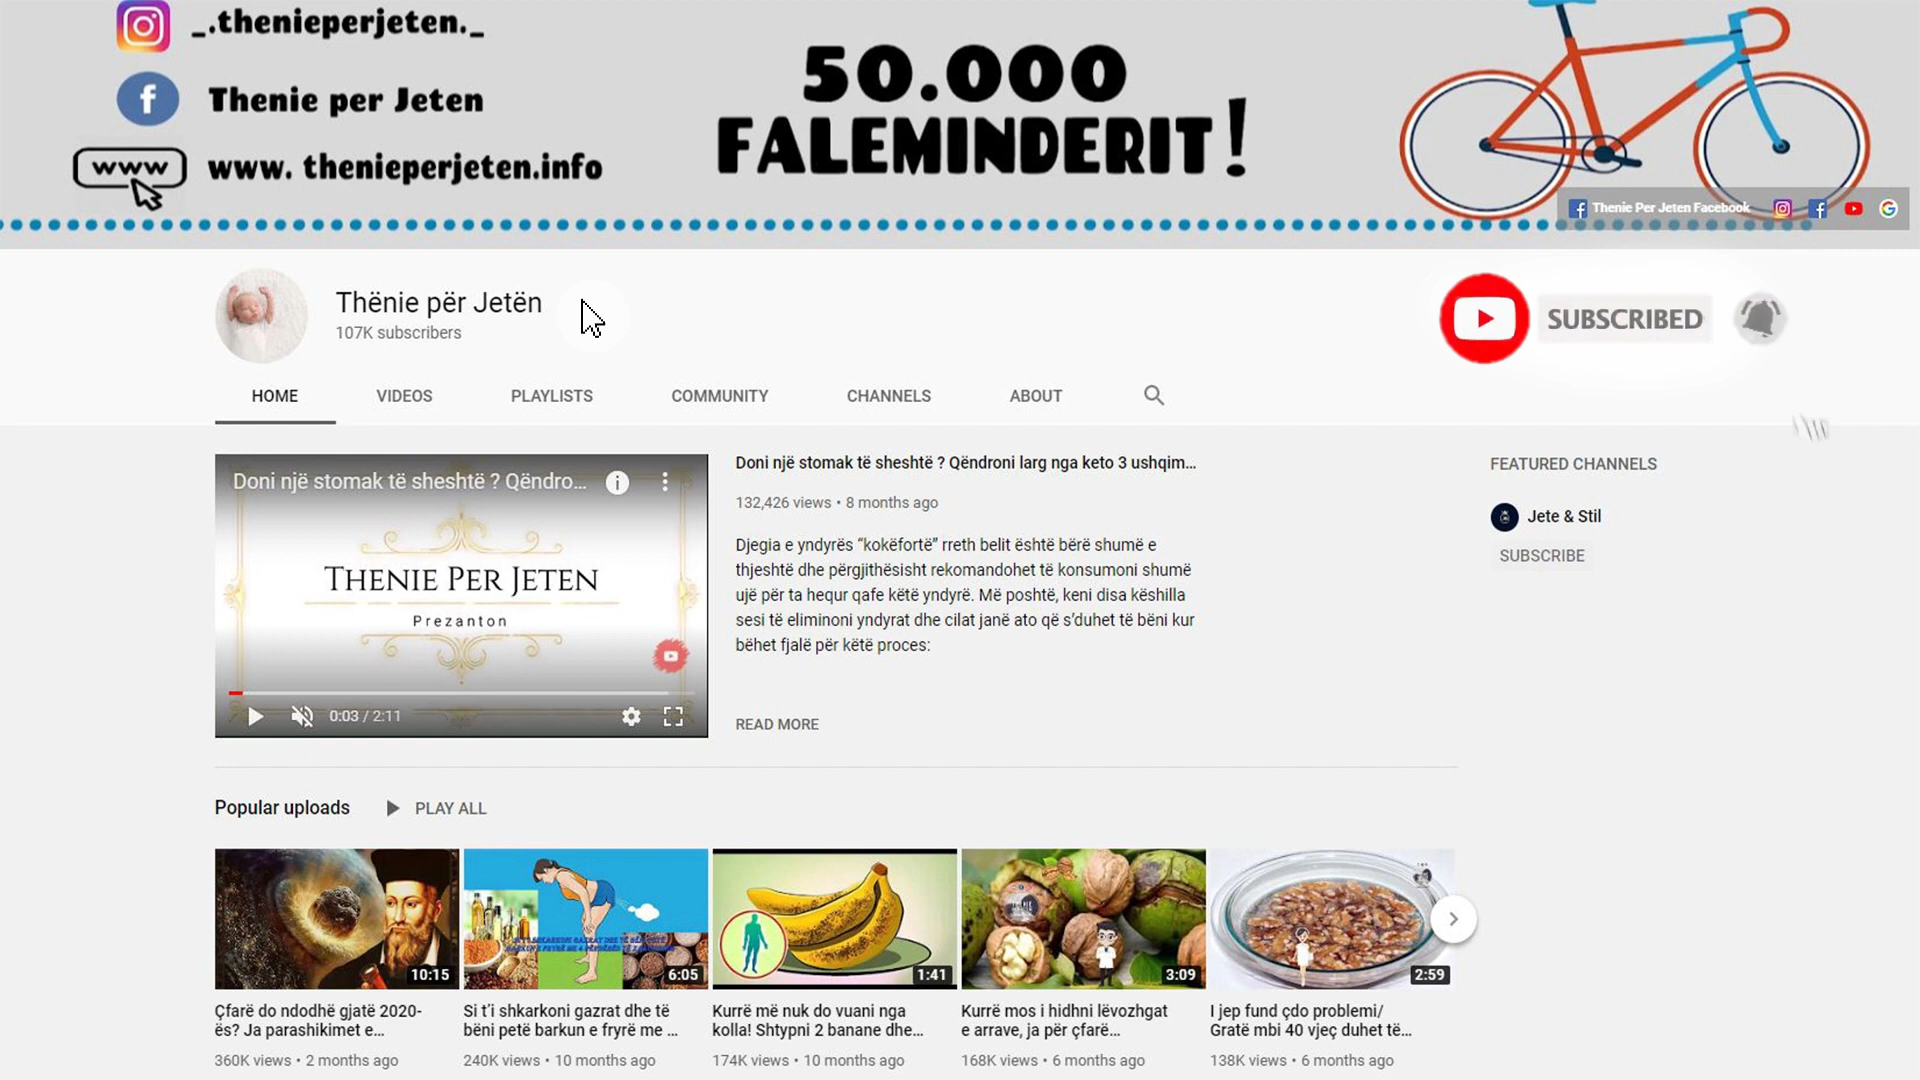 _.thenieperjeten._
Thenie per Jeten
www
www. thenieperjeten.info
50.000
FALEMINDERIT!
Thenie Per Jeten Facebook
Thënie për Jetën
107K subscribers
SUBSCRIBED
HOME
VIDEOS
PLAYLISTS
COMMUNITY
CHANNELS
ABOUT
Doni një stomak të sheshtë ? Qëndro...
THENIE PER JETEN
Prezanton
0:03 / 2:11
Doni një stomak të sheshtë ? Qëndroni larg nga keto 3 ushqim...
132,426 views • 8 months ago
Djegia e yndyrës “kokëfortë” rreth belit është bërë shumë e
thjeshtë dhe përgjithësisht rekomandohet të konsumoni shumë
ujë për ta hequr qafe këtë yndyrë. Më poshtë, keni disa këshilla
sesi të eliminoni yndyrat dhe cilat janë ato që s’duhet të bëni kur
bëhet fjalë për këtë proces:
READ MORE
FEATURED CHANNELS
Jete & Stil
SUBSCRIBE
Popular uploads
PLAY ALL
10:15
6:05
1:41
3:09
2:59
Çfarë do ndodhë gjatë 2020-
ës? Ja parashikimet e...
360K views • 2 months ago
Si t’i shkarkoni gazrat dhe të
bëni petë barkun e fryrë me ...
240K views • 10 months ago
Kurrë më nuk do vuani nga
kolla! Shtypni 2 banane dhe...
174K views • 10 months ago
Kurrë mos i hidhni lëvozhgat
e arrave, ja për çfarë...
168K views • 6 months ago
I jep fund çdo problemi/
Gratë mbi 40 vjeç duhet të...
138K views • 6 months ago